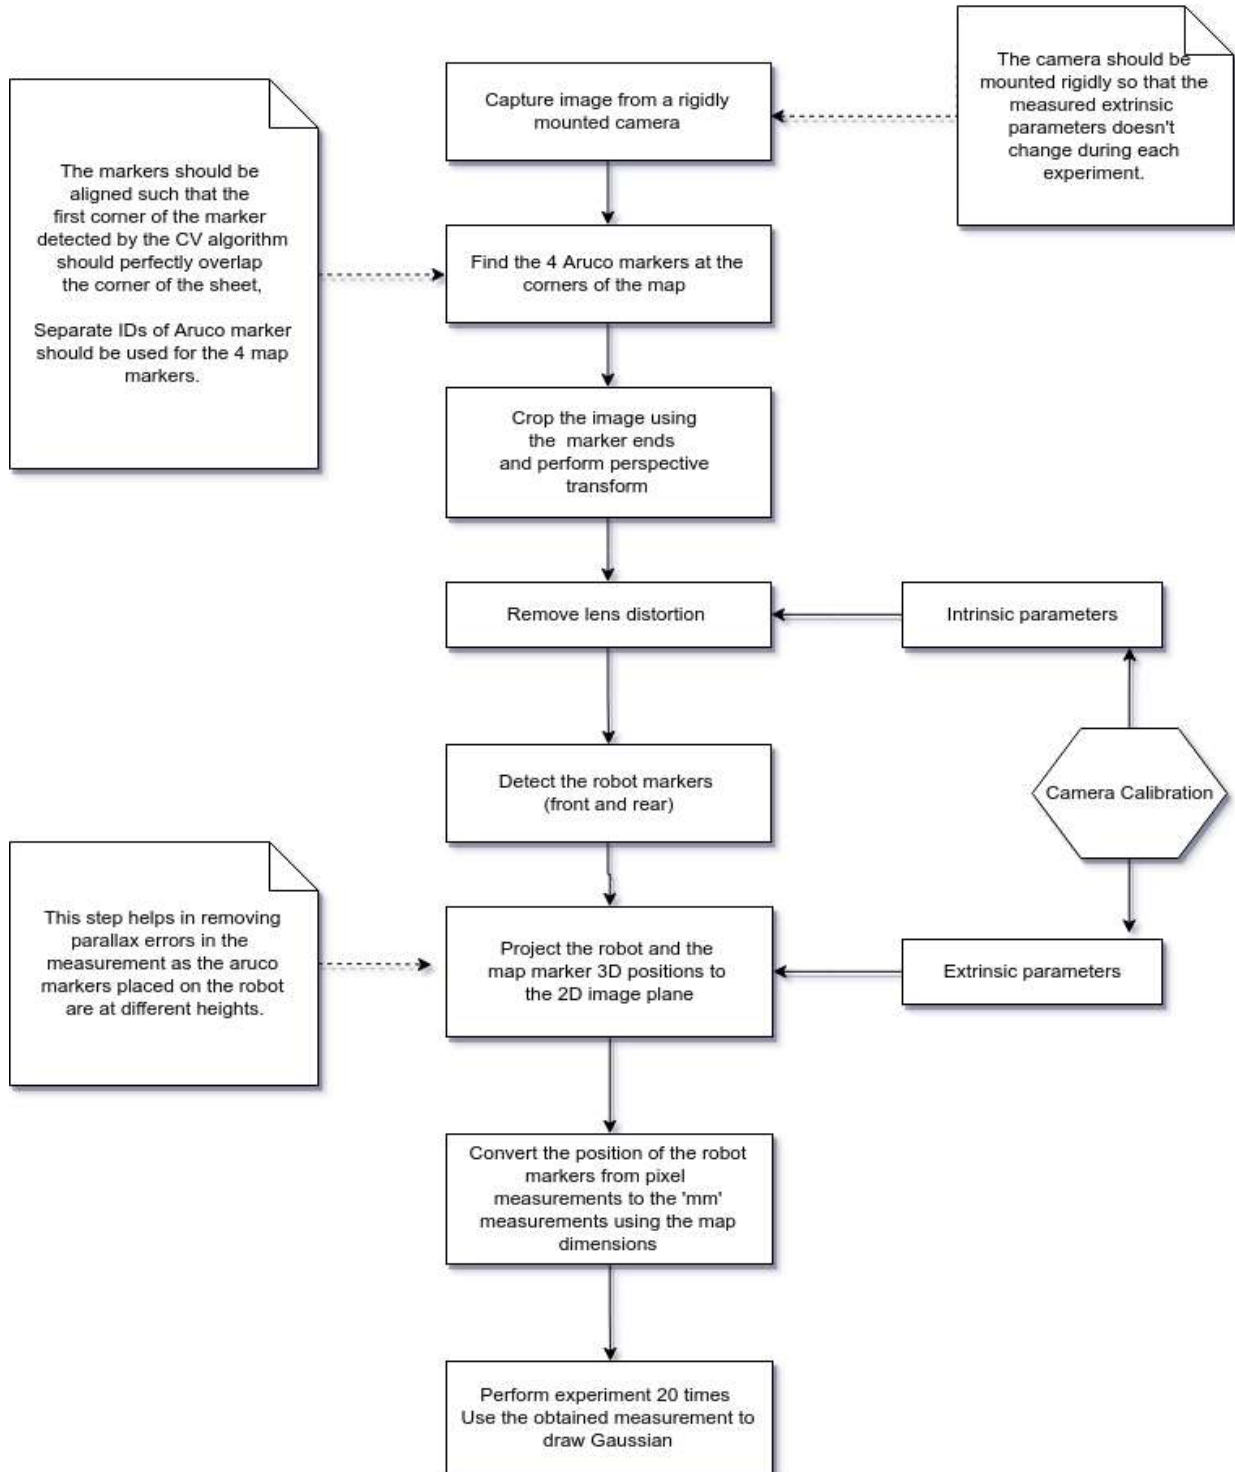 The camera should be
mounted rigidly so that the
measured extrinsic
parameters doesn't
change during each
experiment.
Capture image from a rigidly
mounted camera
The markers should be
aligned such that the
first corner of the marker
detected by the CV algorithm
should perfectly overlap
the corner of the sheet,
Separate IDs of Aruco marker
should be used for the 4 map
markers.
Find the 4 Aruco markers at the
corners of the map
Crop the image using
the marker ends
and perform perspective
transform
Remove lens distortion
Intrinsic parameters
Detect the robot markers
(front and rear)
Camera Calibration
This step helps in removing
parallax errors in the
measurement as the aruco
markers placed on the robot
are at different heights.
Project the robot and the
map marker 3D positions to
the 2D image plane
Extrinsic parameters
Convert the position of the robot
markers from pixel
measurements to the 'mm'
measurements using the map
dimensions
Perform experiment 20 times
Use the obtained measurement to
draw Gaussian